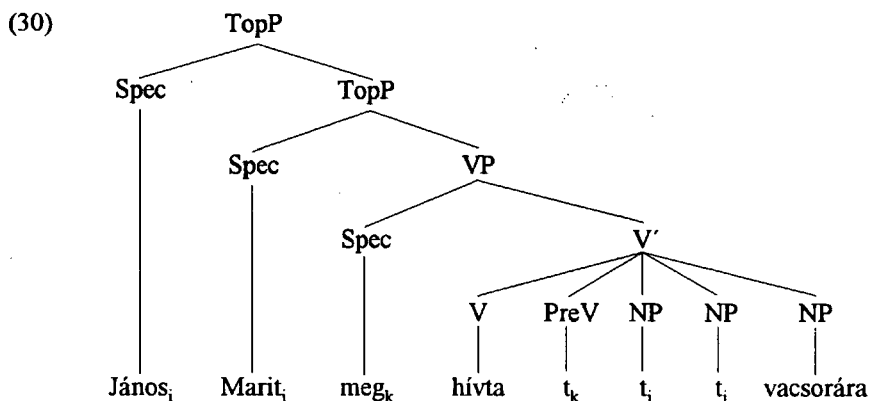 (30) TopP
Spec TopP
Spec VP
Spec V′
V PreV NP NP NP
Jánosᵢ Maritⱼ megₖ hívta tₖ tᵢ tⱼ vacsorára